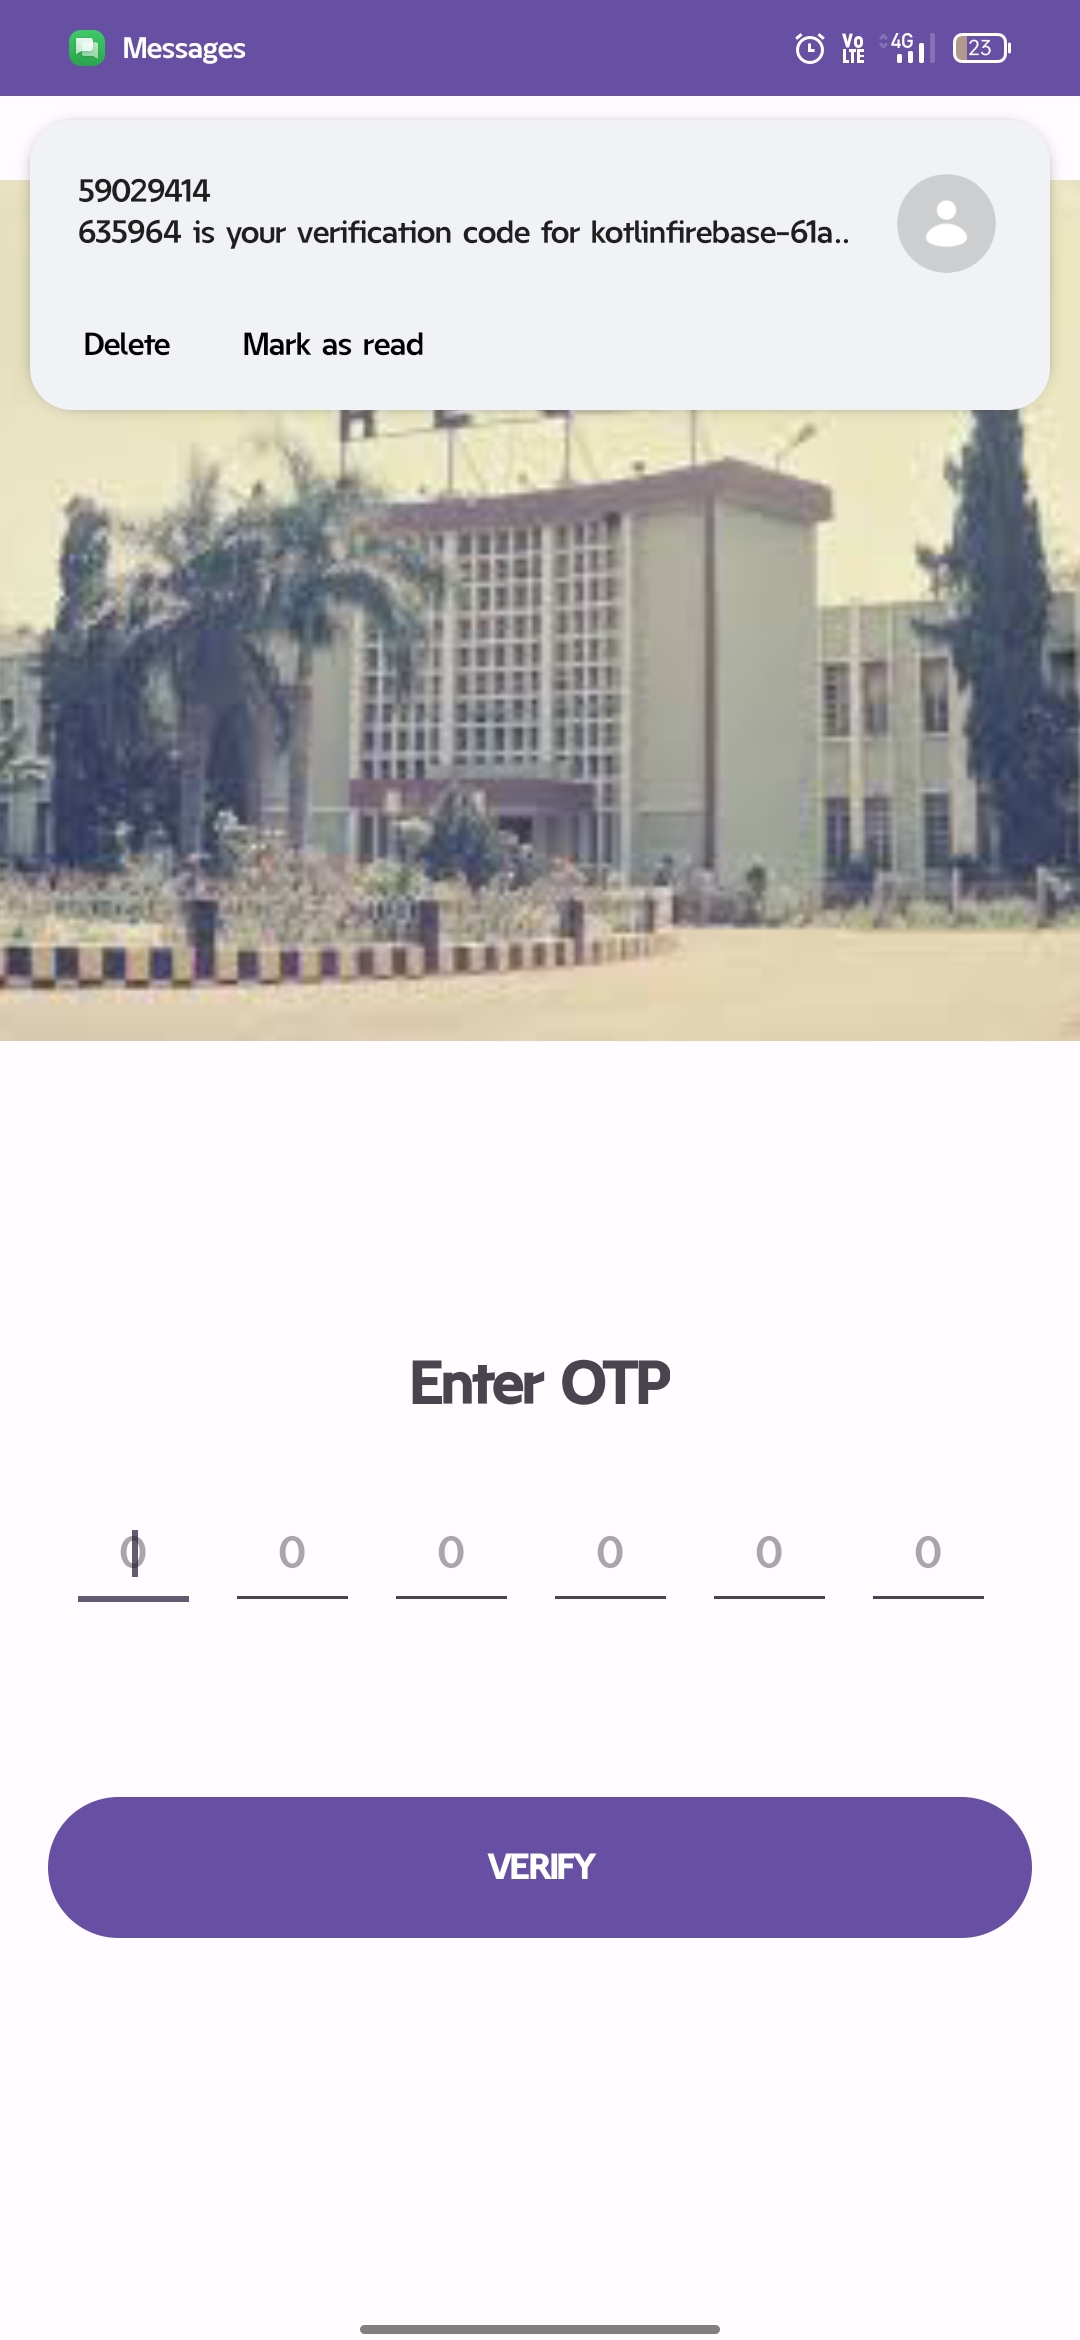 Messages
Vo LTE 4G 23
59029414
635964 is your verification code for kotlinfirebase-61a..
Delete Mark as read
Enter OTP
0 0 0 0 0 0
VERIFY